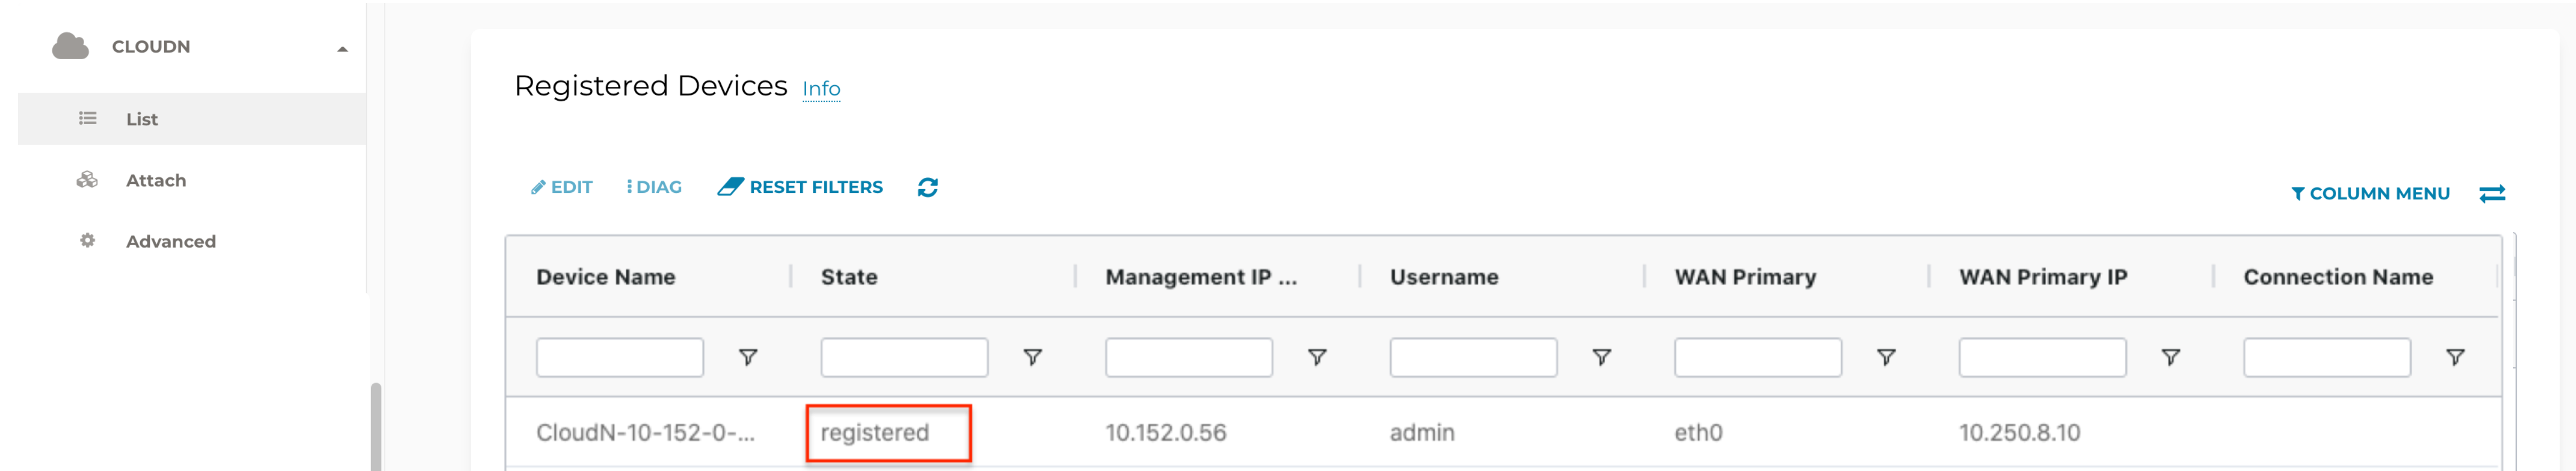 CLOUDN
List
Attach
Advanced
Registered Devices Info
EDIT DIAG RESET FILTERS
COLUMN MENU
Device Name State Management IP ... Username WAN Primary WAN Primary IP Connection Name
CloudN-10-152-0-... registered 10.152.0.56 admin eth0 10.250.8.10